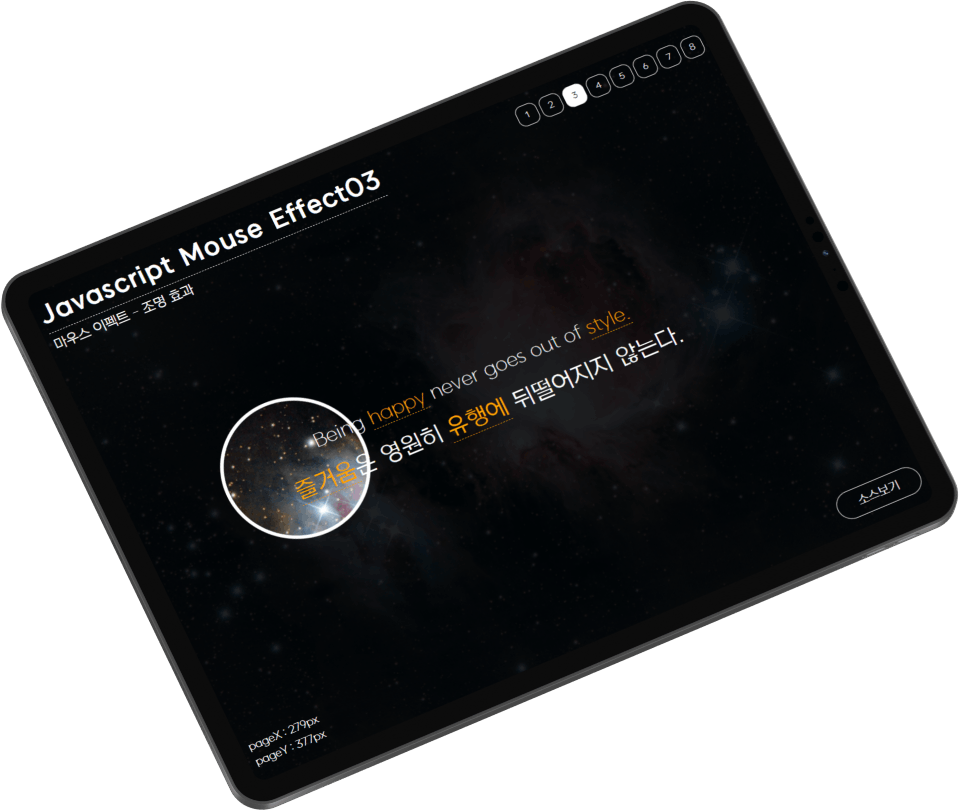 1 2 3 4 5 6 7 8
Javascript Mouse Effect03
마우스 이펙트 - 조명 효과
Being happy never goes out of style.
즐거움은 영원히 유행에 뒤떨어지지 않는다.
소스보기
pageX : 279px
pageY : 377px